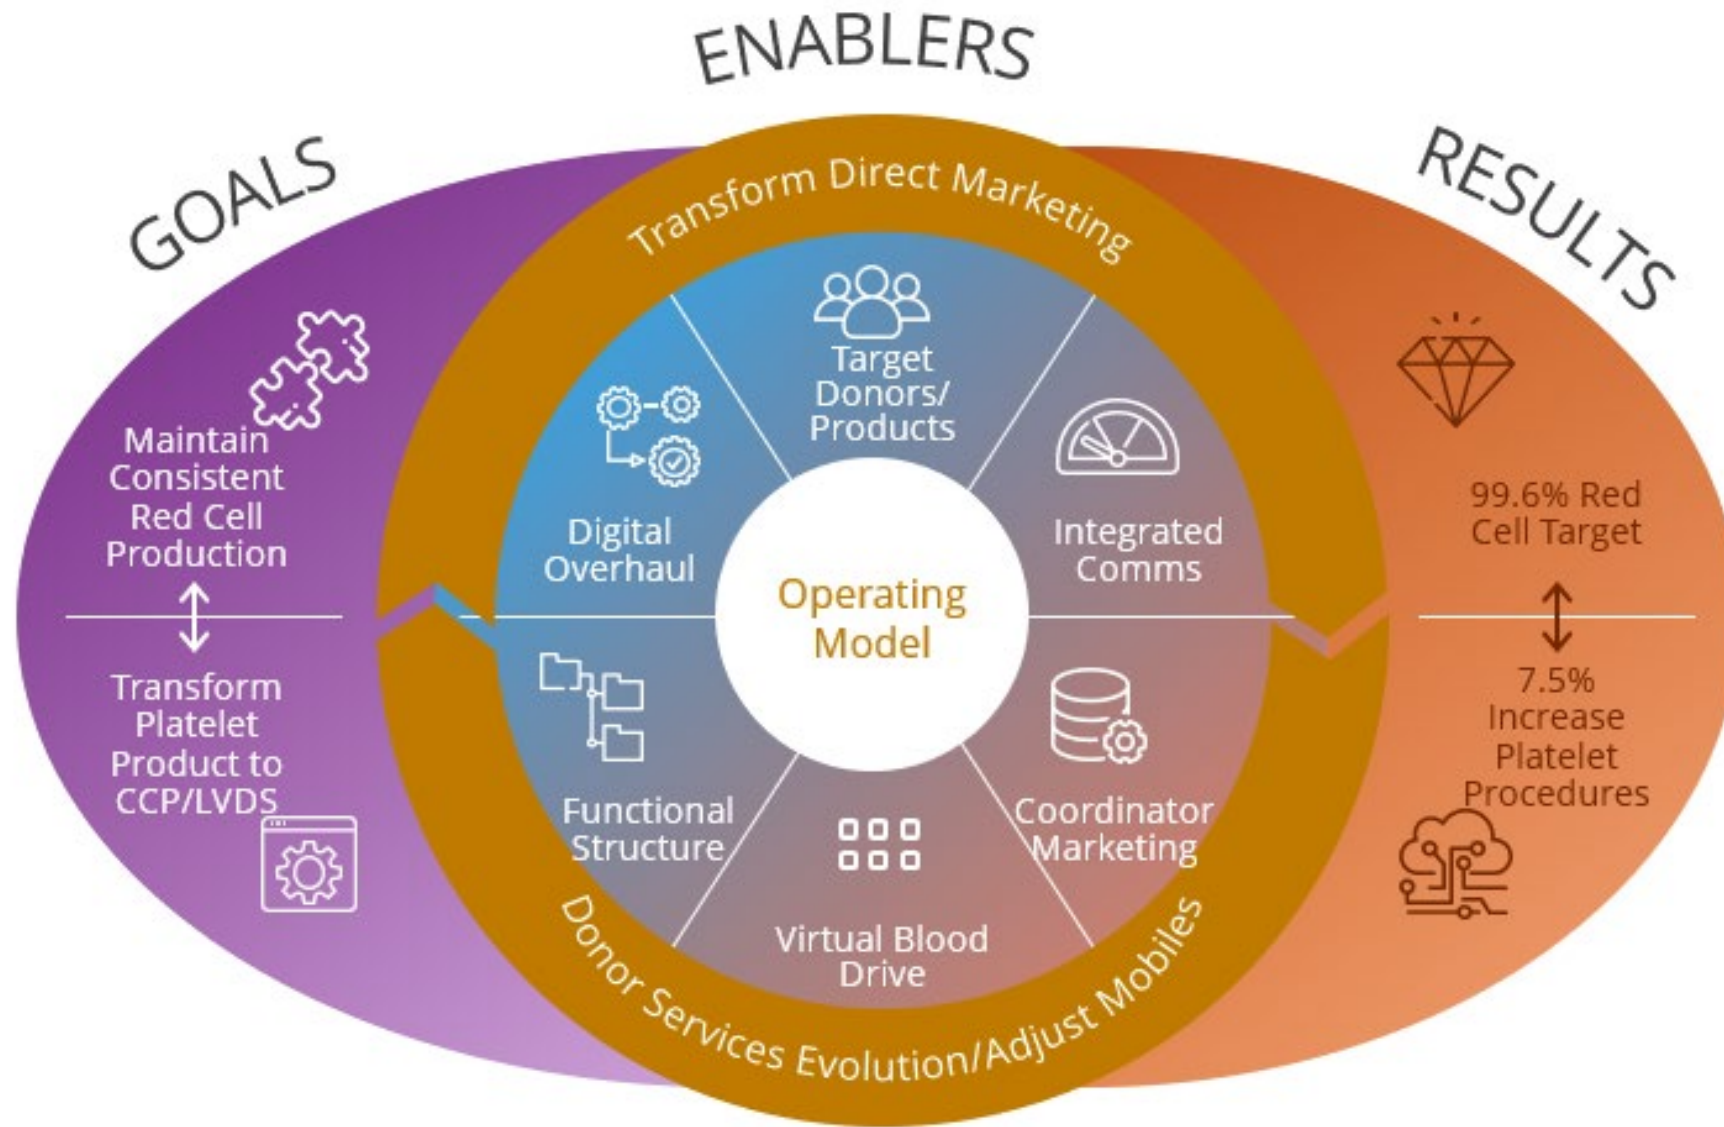 ENABLERS
GOALS
RESULTS
Transform Direct Marketing
Target
Donors/
Products
Digital
Overhaul
Integrated
Comms
Operating
Model
Functional
Structure
Coordinator
Marketing
Virtual Blood
Drive
Donor Services Evolution/Adjust Mobiles
Maintain
Consistent
Red Cell
Production
Transform
Platelet
Product to
CCP/LVDS
99.6% Red
Cell Target
7.5%
Increase
Platelet
Procedures